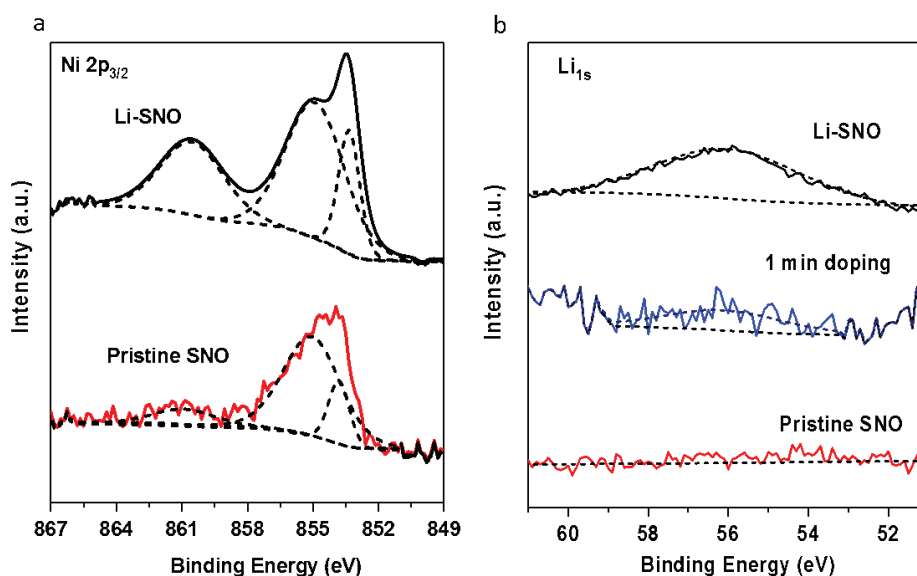 a
Ni 2p3/2
Li-SNO
Pristine SNO
Intensity (a.u.)
867 864 861 858 855 852 849
Binding Energy (eV)
b
Li1s
Li-SNO
1 min doping
Pristine SNO
Intensity (a.u.)
60 58 56 54 52
Binding Energy (eV)